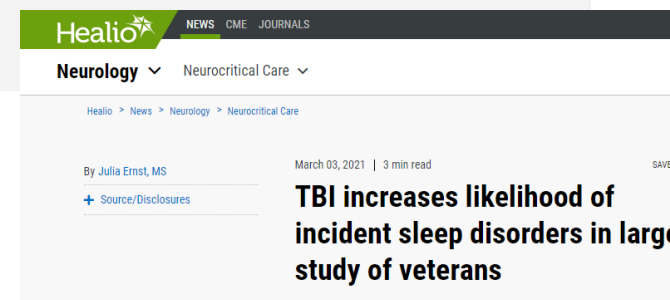 Healio NEWS CME JOURNALS
Neurology Neurocritical Care
Healio > News > Neurology > Neurocritical Care
By Julia Ernst, MS
+ Source/Disclosures
March 03, 2021 | 3 min read
SAVE
TBI increases likelihood of
incident sleep disorders in large
study of veterans